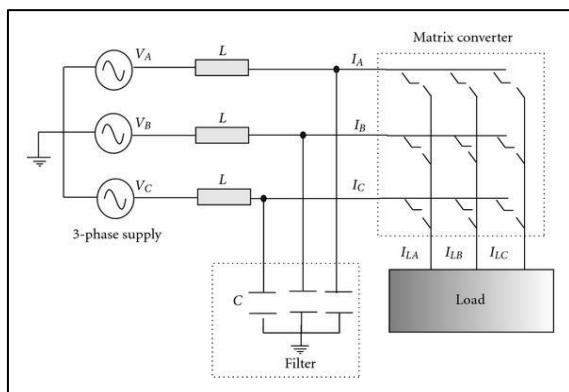 Matrix converter
V_A
L
I_A
V_B
L
I_B
V_C
L
I_C
3-phase supply
I_LA
I_LB
I_LC
C
Load
Filter